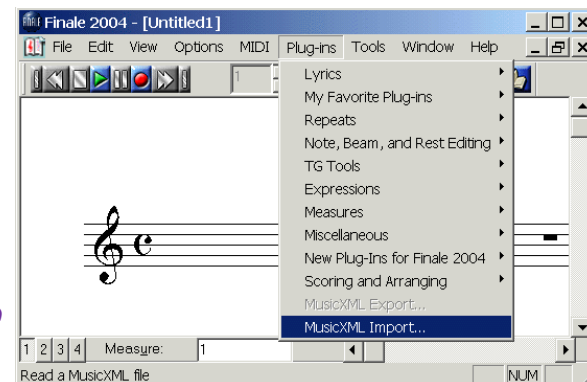 Finale 2004 - [Untitled1]
File Edit View Options MIDI Plug-ins Tools Window Help
1
Lyrics
My Favorite Plug-ins
Repeats
Note, Beam, and Rest Editing
TG Tools
Expressions
Measures
Miscellaneous
New Plug-Ins for Finale 2004
Scoring and Arranging
MusicXML Export...
MusicXML Import...
1 2 3 4 Measure: 1
Read a MusicXML file NUM